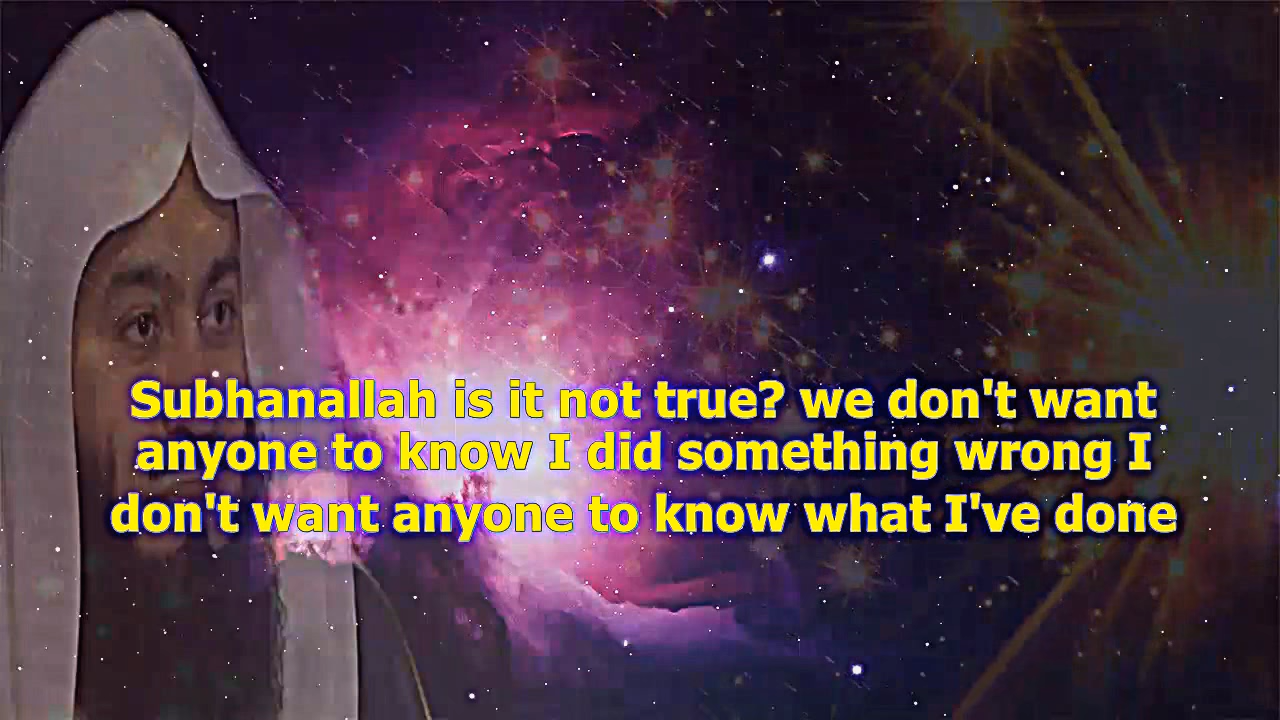 Subhanallah is it not true? we don't want
anyone to know I did something wrong I
don't want anyone to know what I've done